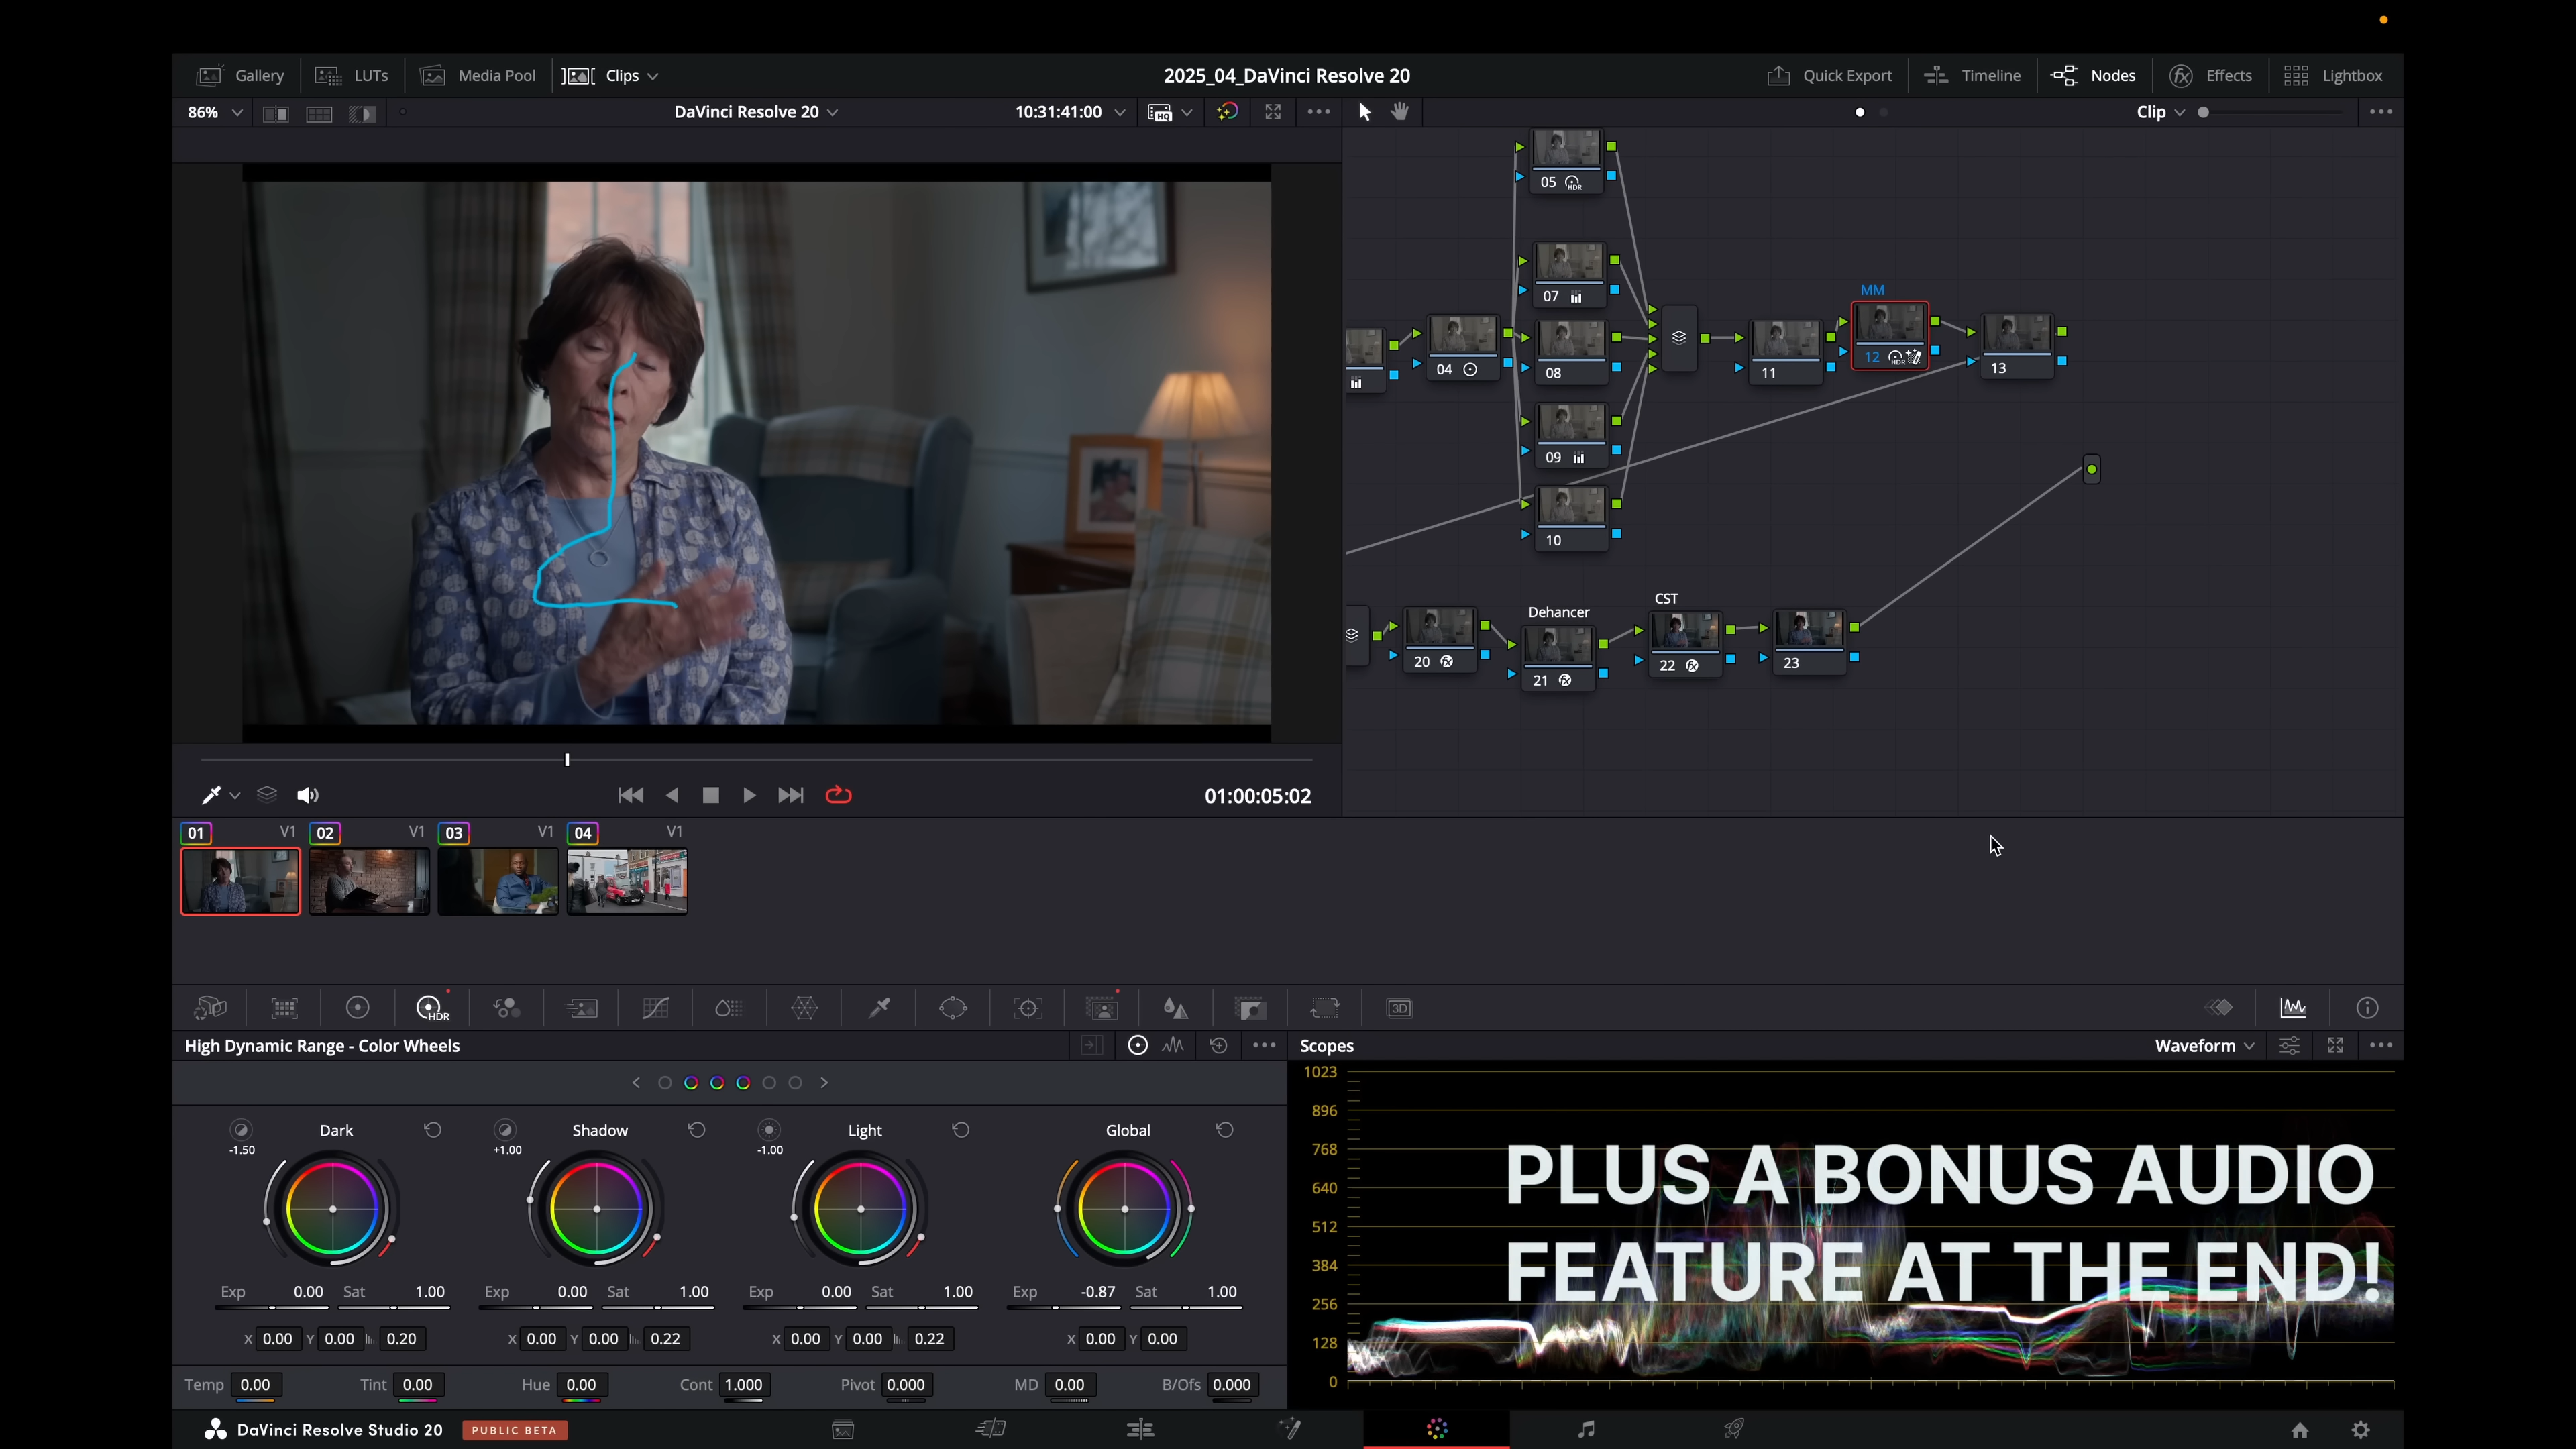 Gallery LUTs Media Pool Clips 2025_04_DaVinci Resolve 20 Quick Export Timeline Nodes Effects Lightbox
86% DaVinci Resolve 20 10:31:41:00 HQ Clip
05 HDR
07
MM
12 HDR
04 08 11 13
09
10
CST
Dehancer
20 21 22 23
01:00:05:02
01 V1 02 V1 03 V1 04 V1
HDR 3D
High Dynamic Range - Color Wheels
Scopes Waveform
Dark Shadow Light Global
-1.50 +1.00 -1.00
Exp 0.00 Sat 1.00 Exp 0.00 Sat 1.00 Exp 0.00 Sat 1.00 Exp -0.87 Sat 1.00
X 0.00 Y 0.00 0.20 X 0.00 Y 0.00 0.22 X 0.00 Y 0.00 0.22 X 0.00 Y 0.00
Temp 0.00 Tint 0.00 Hue 0.00 Cont 1.000 Pivot 0.000 MD 0.00 B/Ofs 0.000
1023
896
768
640
512
384
256
128
0
PLUS A BONUS AUDIO
FEATURE AT THE END!
DaVinci Resolve Studio 20 PUBLIC BETA